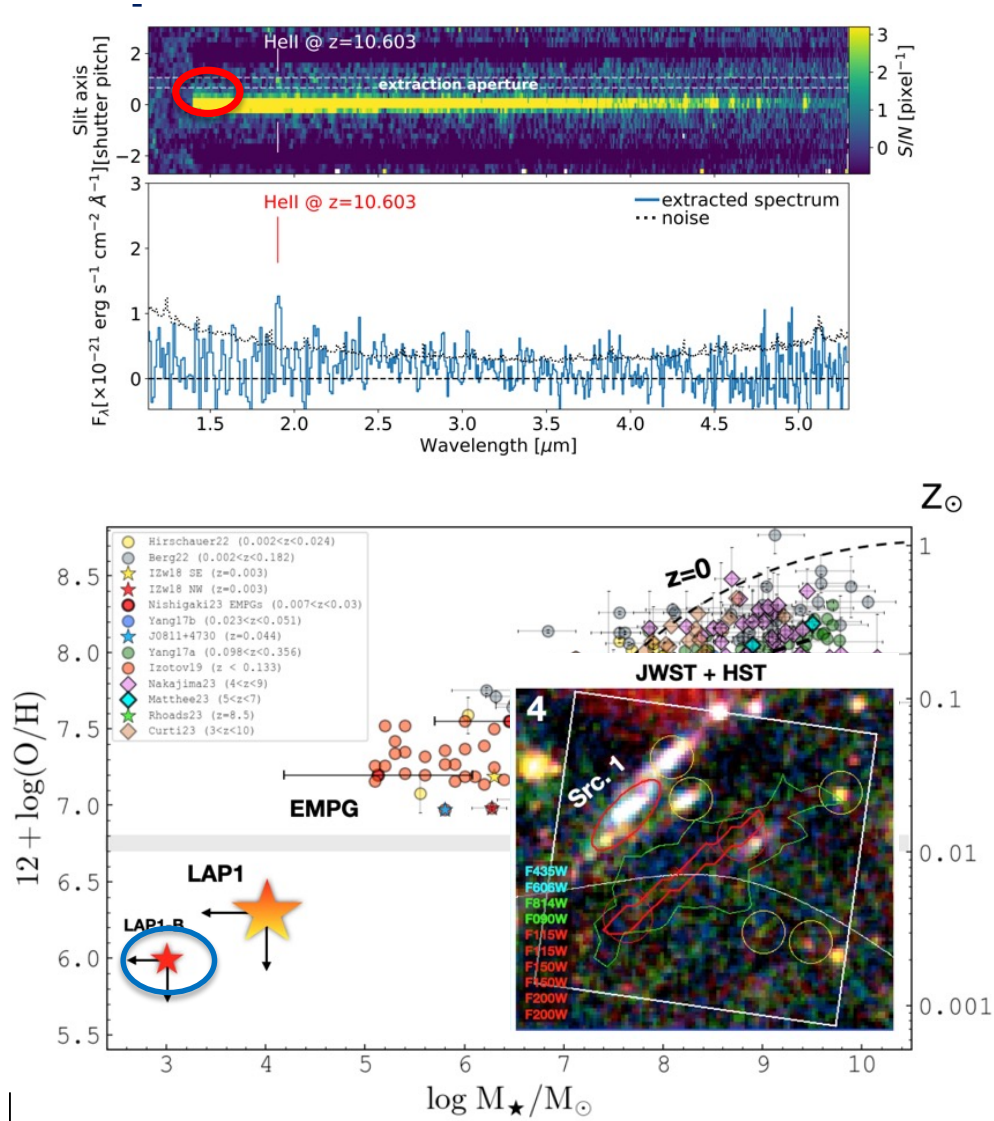 HeII @ z=10.603
extraction aperture
Slit axis
[shutter pitch]
2
0
−2
3
2
1
0
S/N [pixel⁻¹]
HeII @ z=10.603
extracted spectrum
noise
3
2
1
0
F_λ[×10⁻²¹ erg s⁻¹ cm⁻² Å⁻¹]
1.5 2.0 2.5 3.0 3.5 4.0 4.5 5.0
Wavelength [μm]
Z☉
Hirschauer22 (0.002<z<0.024)
Berg22 (0.002<z<0.182)
IZw18 SE (z=0.003)
IZw18 NW (z=0.003)
Nishigaki23 EMPGs (0.007<z<0.03)
Yang17b (0.023<z<0.051)
J0811+4730 (z=0.044)
Yang17a (0.098<z<0.356)
Izotov19 (z < 0.133)
Nakajima23 (4<z<9)
Matthee23 (5<z<7)
Rhoads23 (z=8.5)
Curti23 (3<z<10)
z=0
JWST + HST
4
Src. 1
F435W
F606W
F814W
F090W
F115W
F115W
F150W
F150W
F200W
F200W
EMPG
LAP1
LAP1-B
8.5
8.0
7.5
7.0
6.5
6.0
5.5
12 + log(O/H)
1
0.1
0.01
0.001
3 4 5 6 7 8 9 10
log M★/M☉